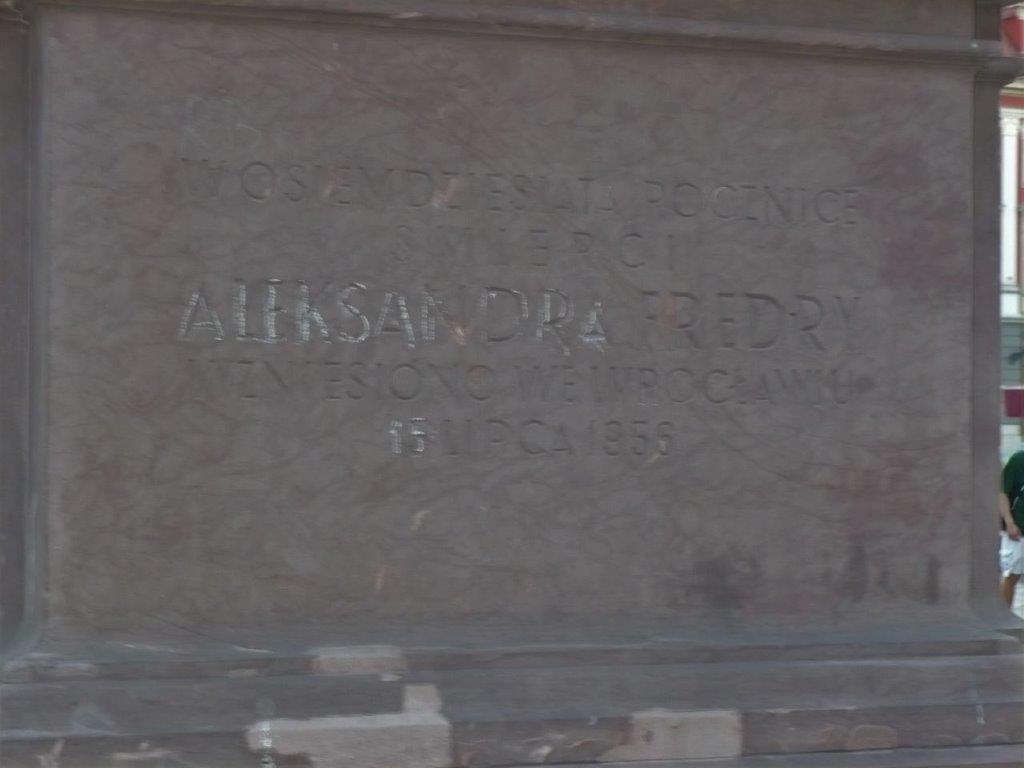 W OSIEMDZIESIĄTĄ ROCZNICĘ
ŚMIERCI
ALEKSANDRA FREDRY
WZNIESIONO WE WROCŁAWIU
15 LIPCA 1956